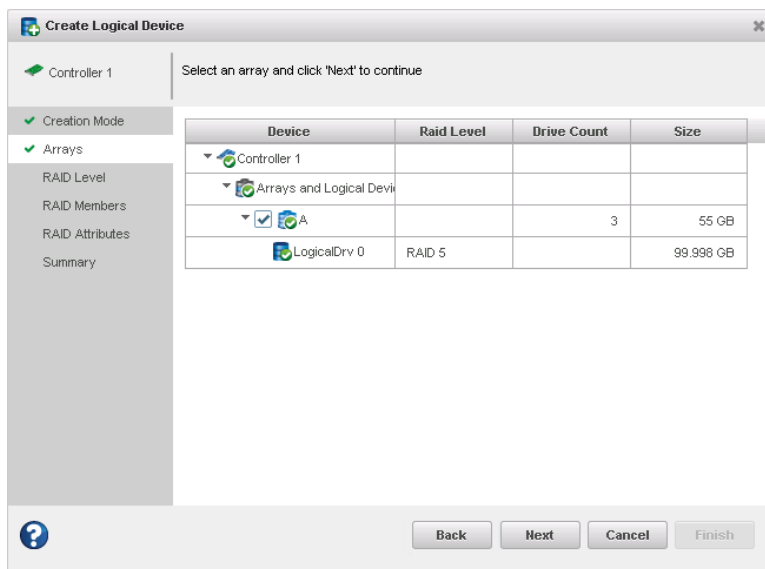 Create Logical Device
Controller 1
Select an array and click 'Next' to continue
Creation Mode
Arrays
RAID Level
RAID Members
RAID Attributes
Summary
Device Raid Level Drive Count Size
Controller 1
Arrays and Logical Devi
A 3 55 GB
LogicalDrv 0 RAID 5 99.998 GB
? Back Next Cancel Finish